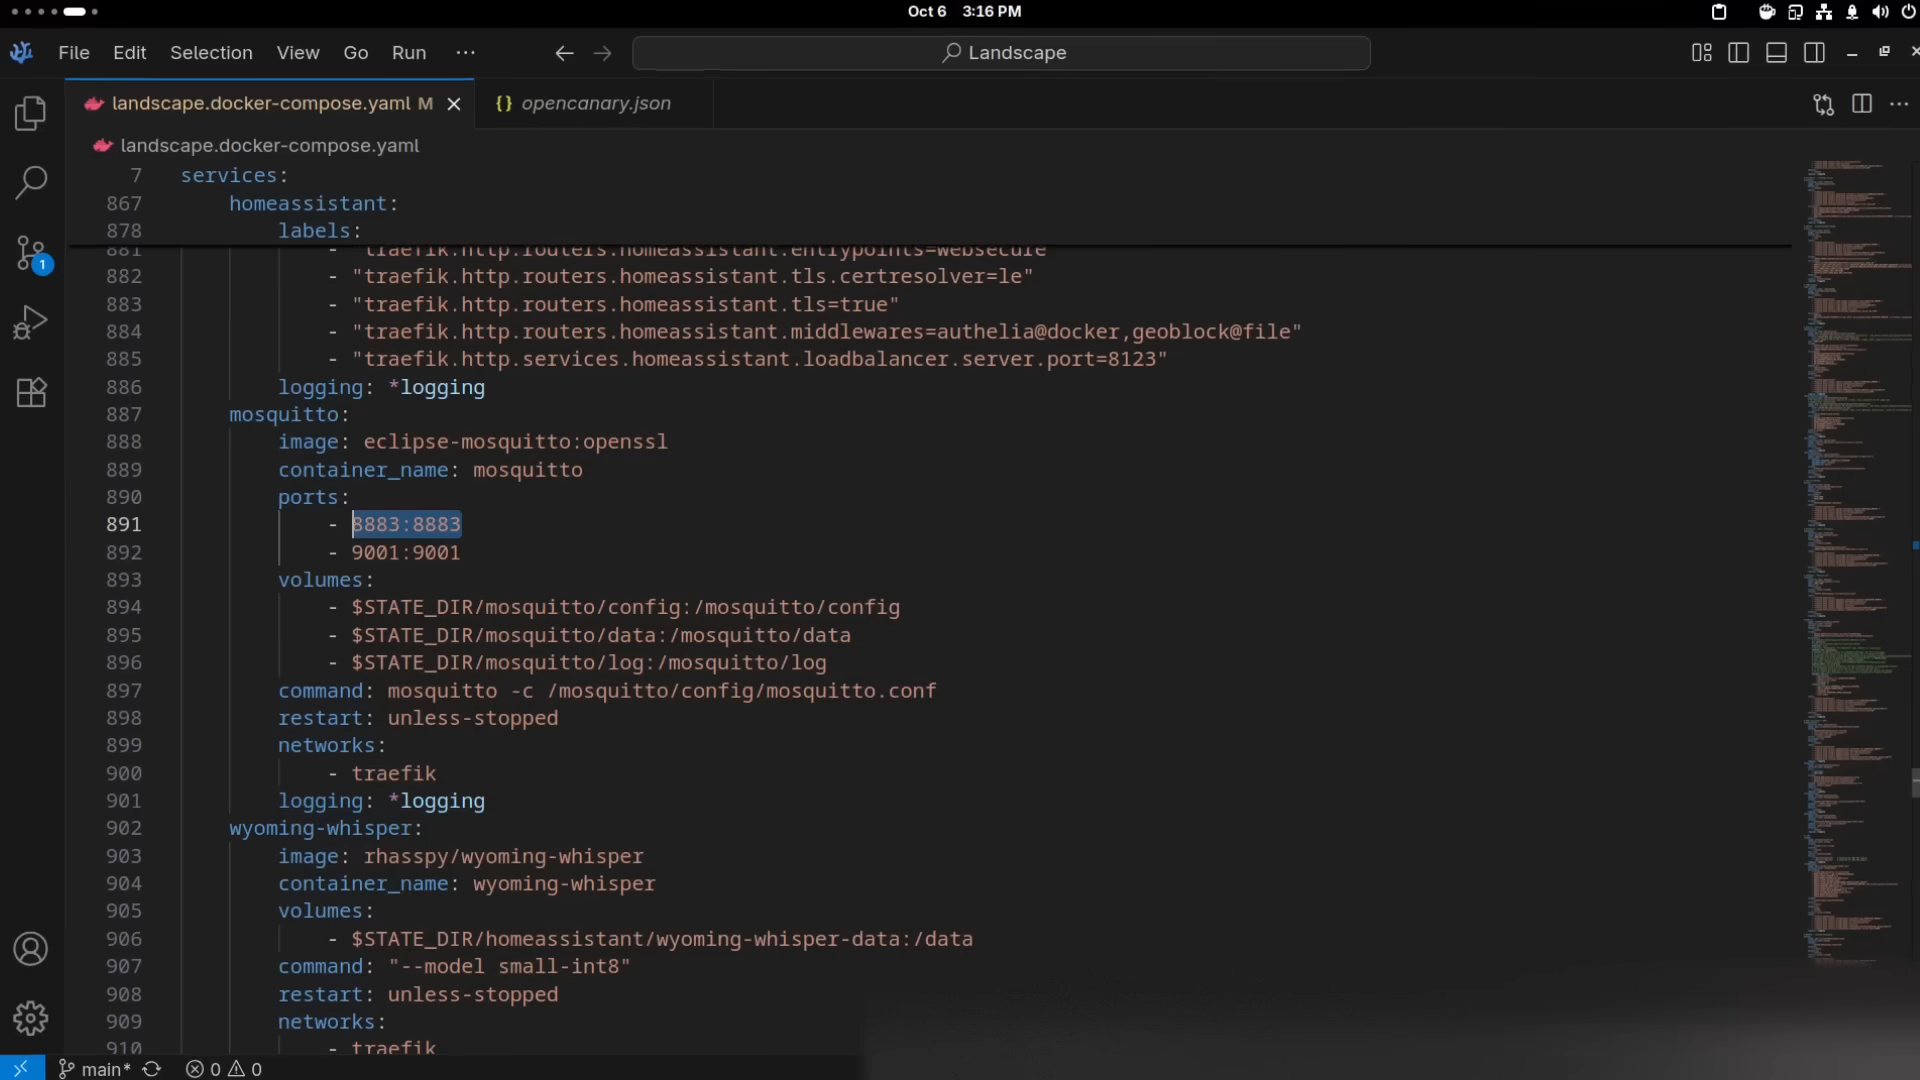 Oct 6 3:16 PM
File Edit Selection View Go Run ···
Landscape
landscape.docker-compose.yaml M
{} opencanary.json
landscape.docker-compose.yaml
7 services:
867 homeassistant:
878 labels:
881 - "traefik.http.routers.homeassistant.entrypoints=websecure"
882 - "traefik.http.routers.homeassistant.tls.certresolver=le"
883 - "traefik.http.routers.homeassistant.tls=true"
884 - "traefik.http.routers.homeassistant.middlewares=authelia@docker,geoblock@file"
885 - "traefik.http.services.homeassistant.loadbalancer.server.port=8123"
886 logging: *logging
887 mosquitto:
888 image: eclipse-mosquitto:openssl
889 container_name: mosquitto
890 ports:
891 - 8883:8883
892 - 9001:9001
893 volumes:
894 - $STATE_DIR/mosquitto/config:/mosquitto/config
895 - $STATE_DIR/mosquitto/data:/mosquitto/data
896 - $STATE_DIR/mosquitto/log:/mosquitto/log
897 command: mosquitto -c /mosquitto/config/mosquitto.conf
898 restart: unless-stopped
899 networks:
900 - traefik
901 logging: *logging
902 wyoming-whisper:
903 image: rhasspy/wyoming-whisper
904 container_name: wyoming-whisper
905 volumes:
906 - $STATE_DIR/homeassistant/wyoming-whisper-data:/data
907 command: "--model small-int8"
908 restart: unless-stopped
909 networks:
910 - traefik
1
main* 0 0